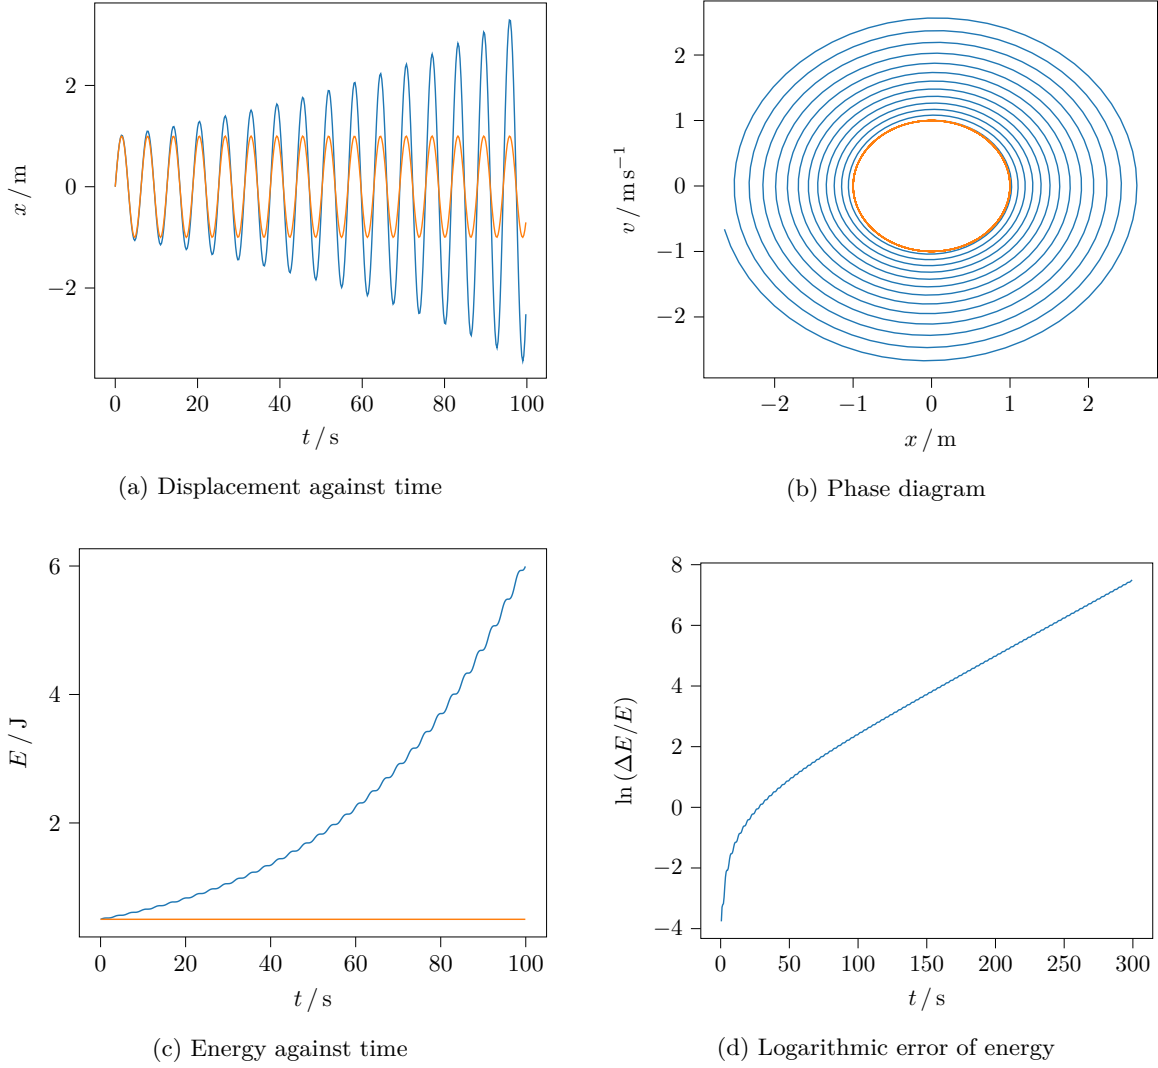 2
0
−2
x / m
0 20 40 60 80 100
t / s
(a) Displacement against time
2
1
0
−1
−2
v / m s⁻¹
−2 −1 0 1 2
x / m
(b) Phase diagram
6
4
2
E / J
0 20 40 60 80 100
t / s
(c) Energy against time
8
6
4
2
0
−2
−4
ln (ΔE/E)
0 50 100 150 200 250 300
t / s
(d) Logarithmic error of energy